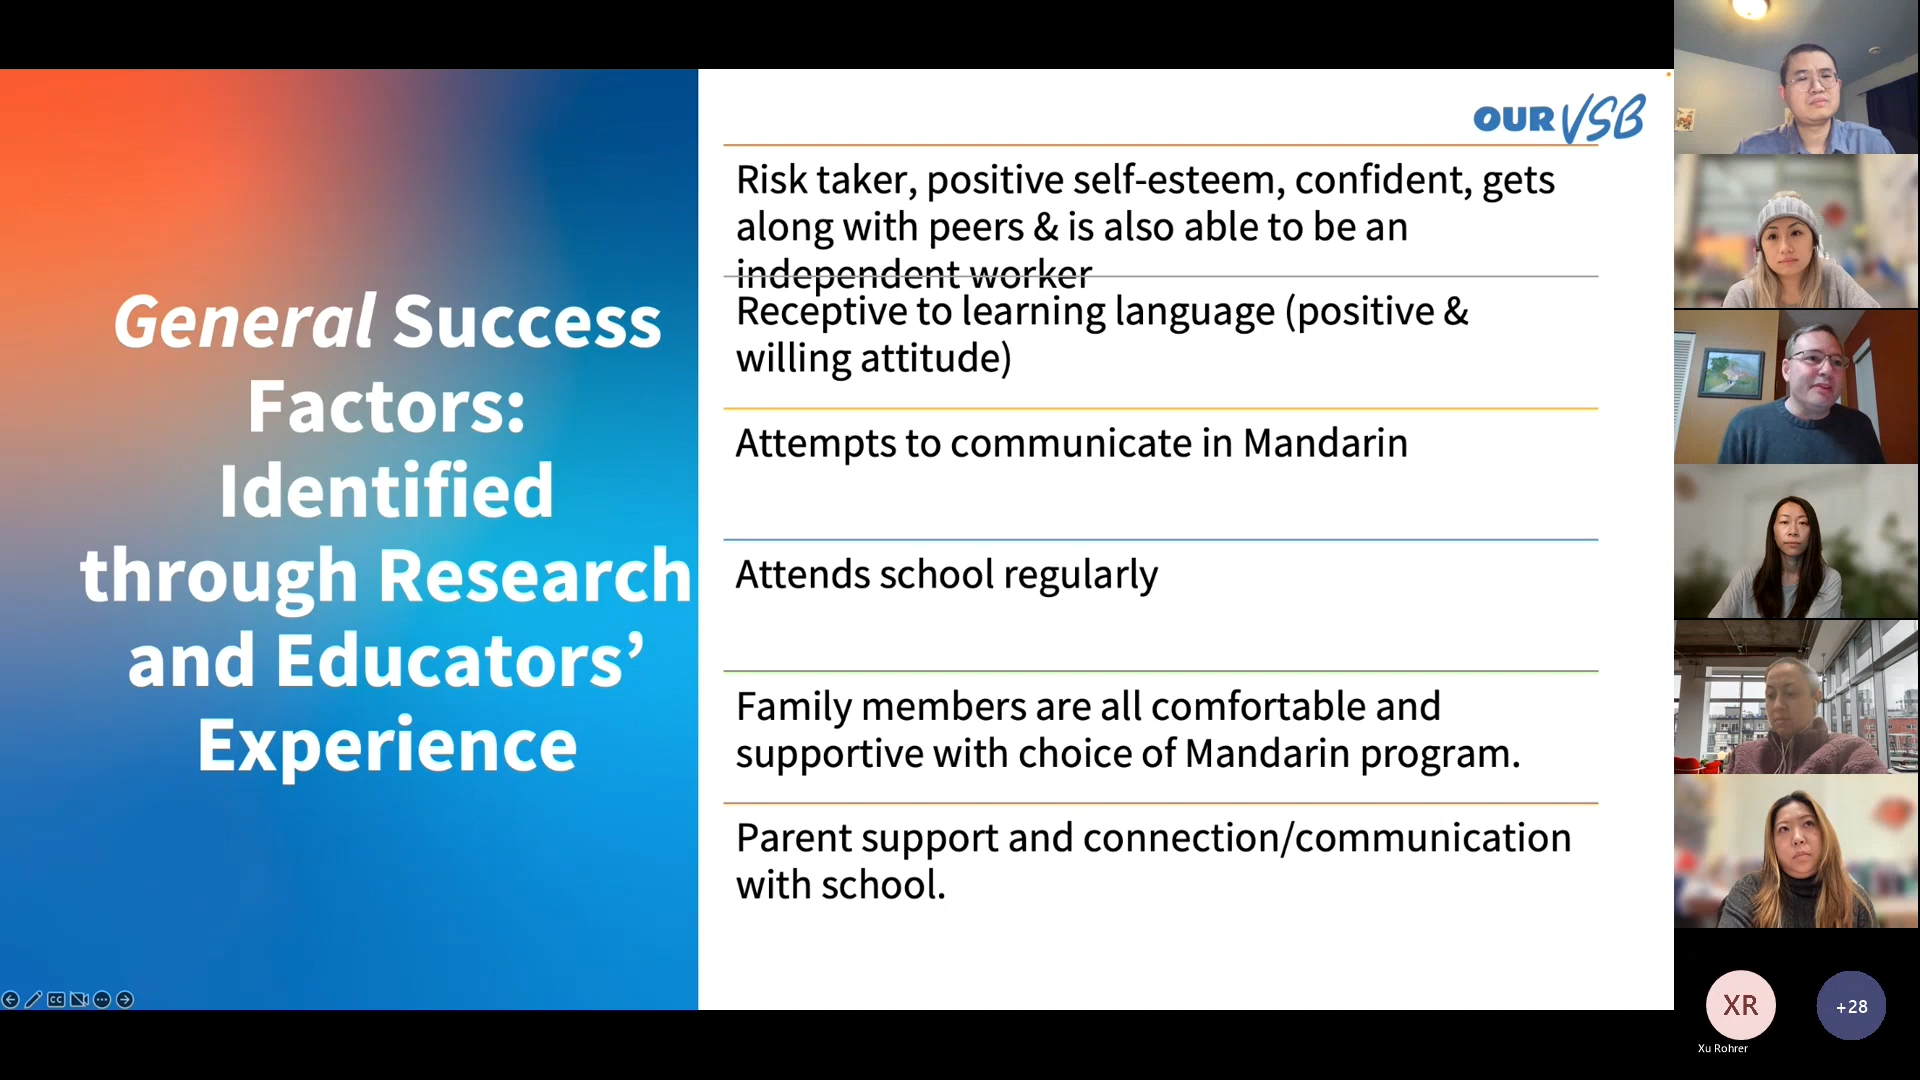 General Success
Factors:
Identified
through Research
and Educators’
Experience
OUR VSB
Risk taker, positive self-esteem, confident, gets
along with peers & is also able to be an
independent worker
Receptive to learning language (positive &
willing attitude)
Attempts to communicate in Mandarin
Attends school regularly
Family members are all comfortable and
supportive with choice of Mandarin program.
Parent support and connection/communication
with school.
CC
XR
+28
Xu Rohrer